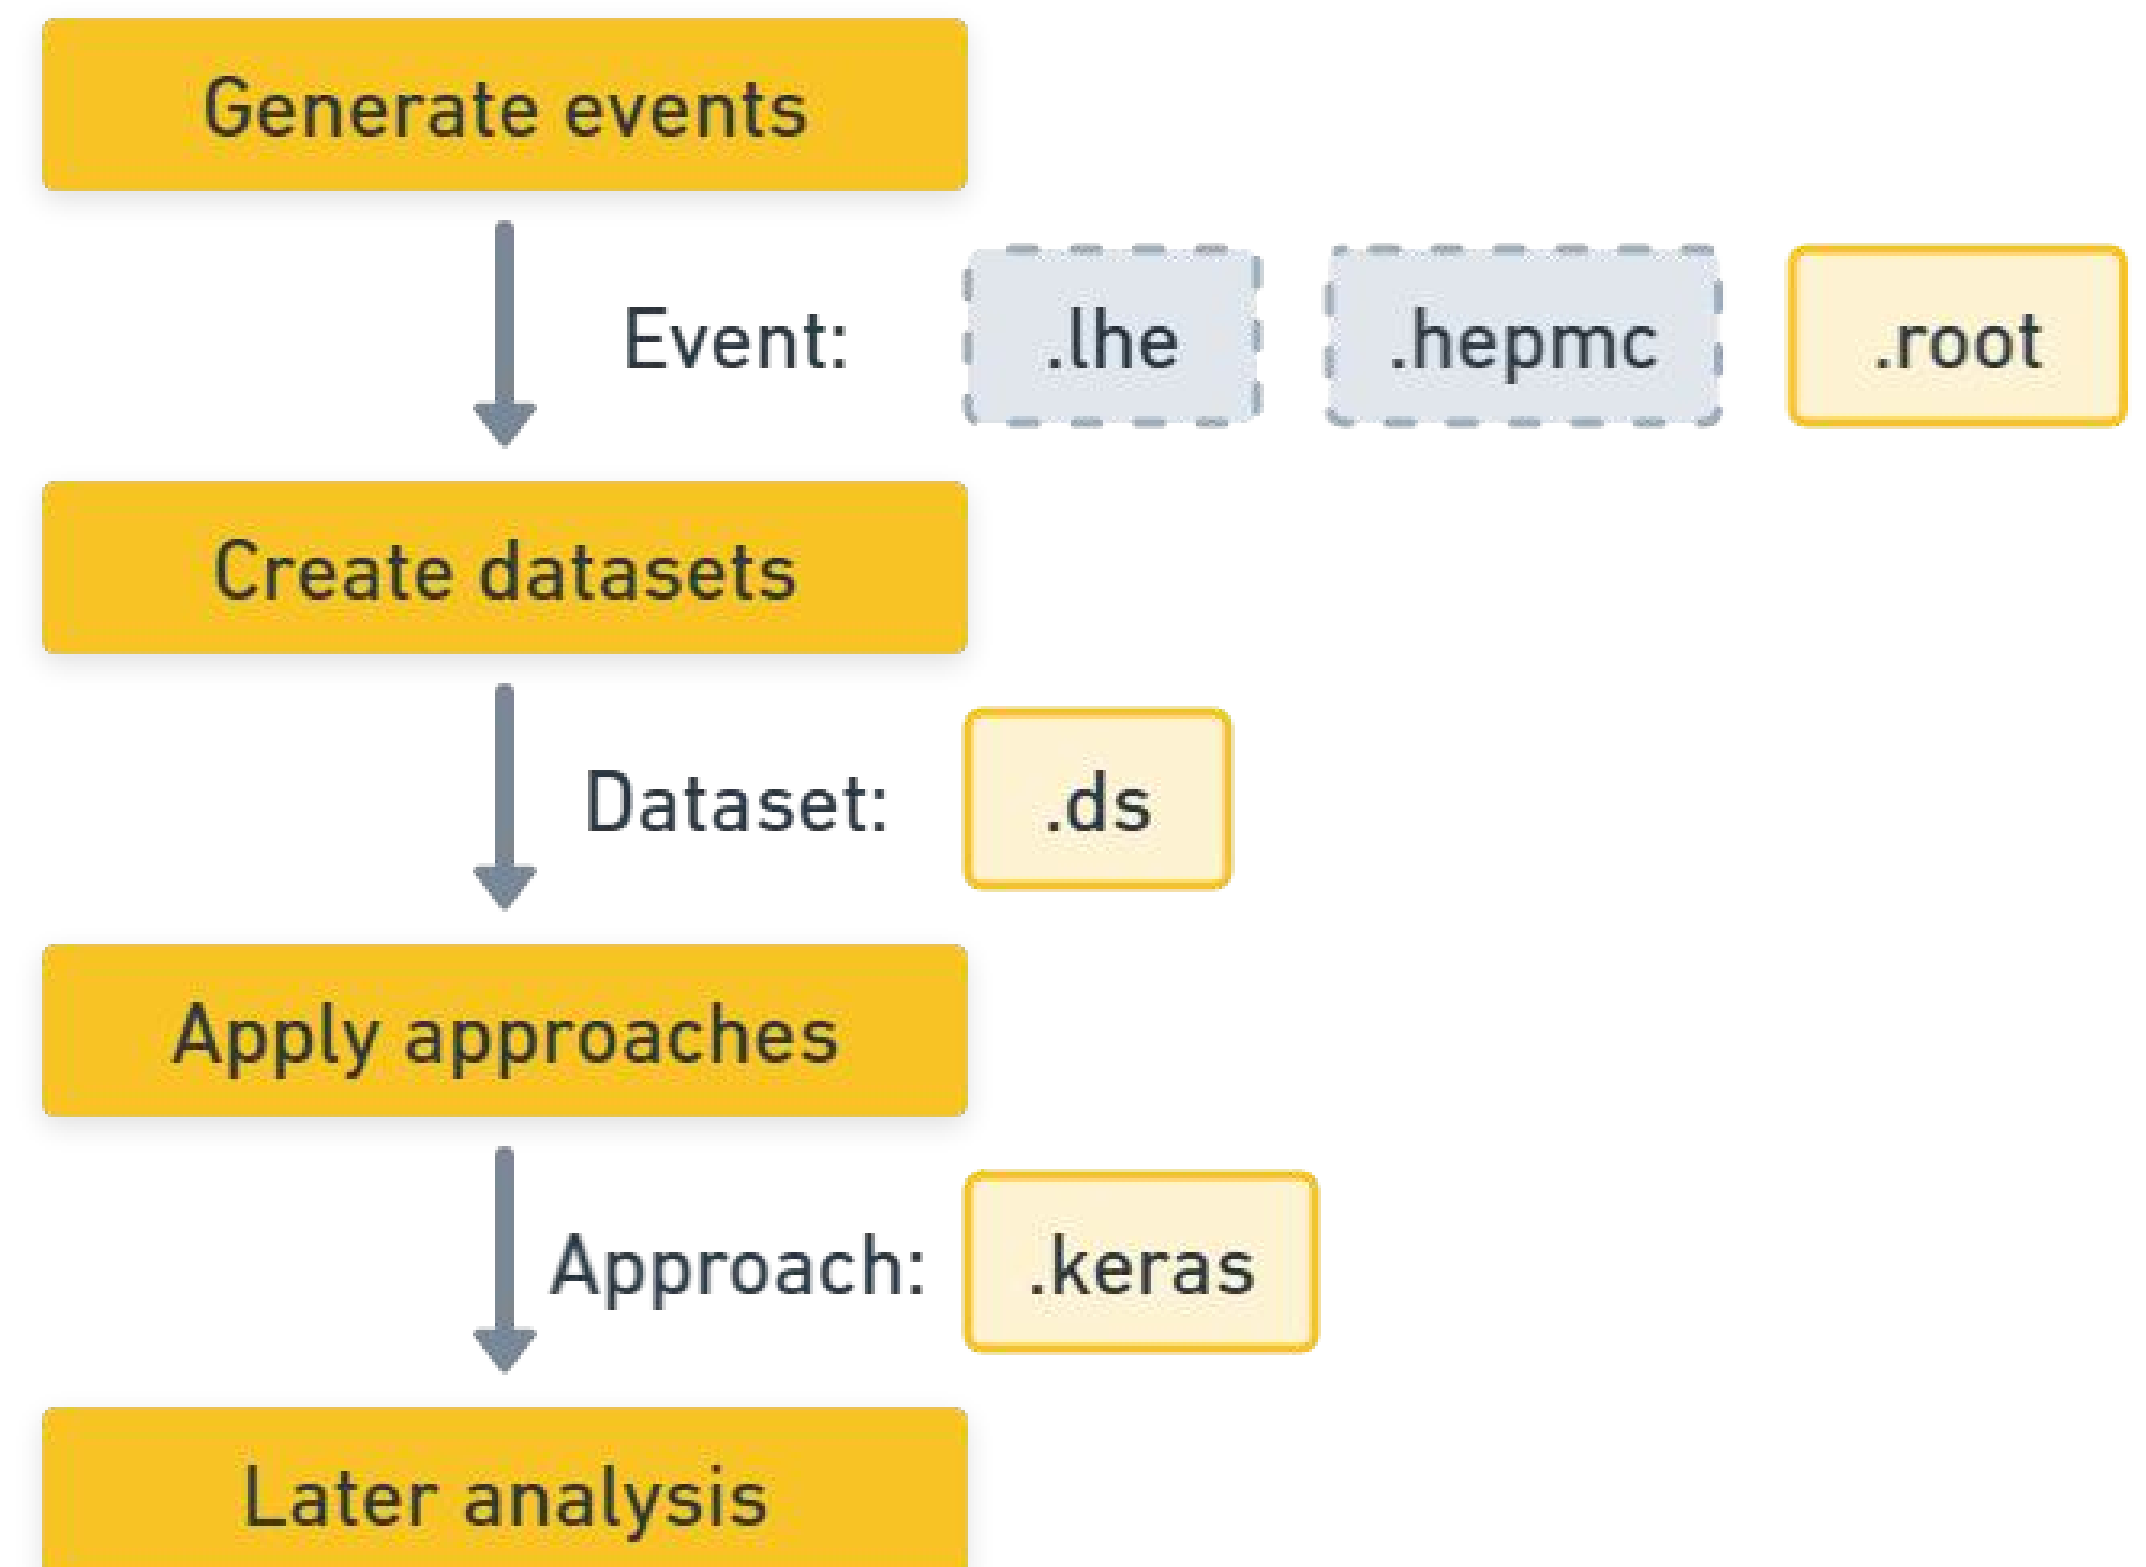 Generate events
Event: .lhe .hepmc .root
Create datasets
Dataset: .ds
Apply approaches
Approach: .keras
Later analysis